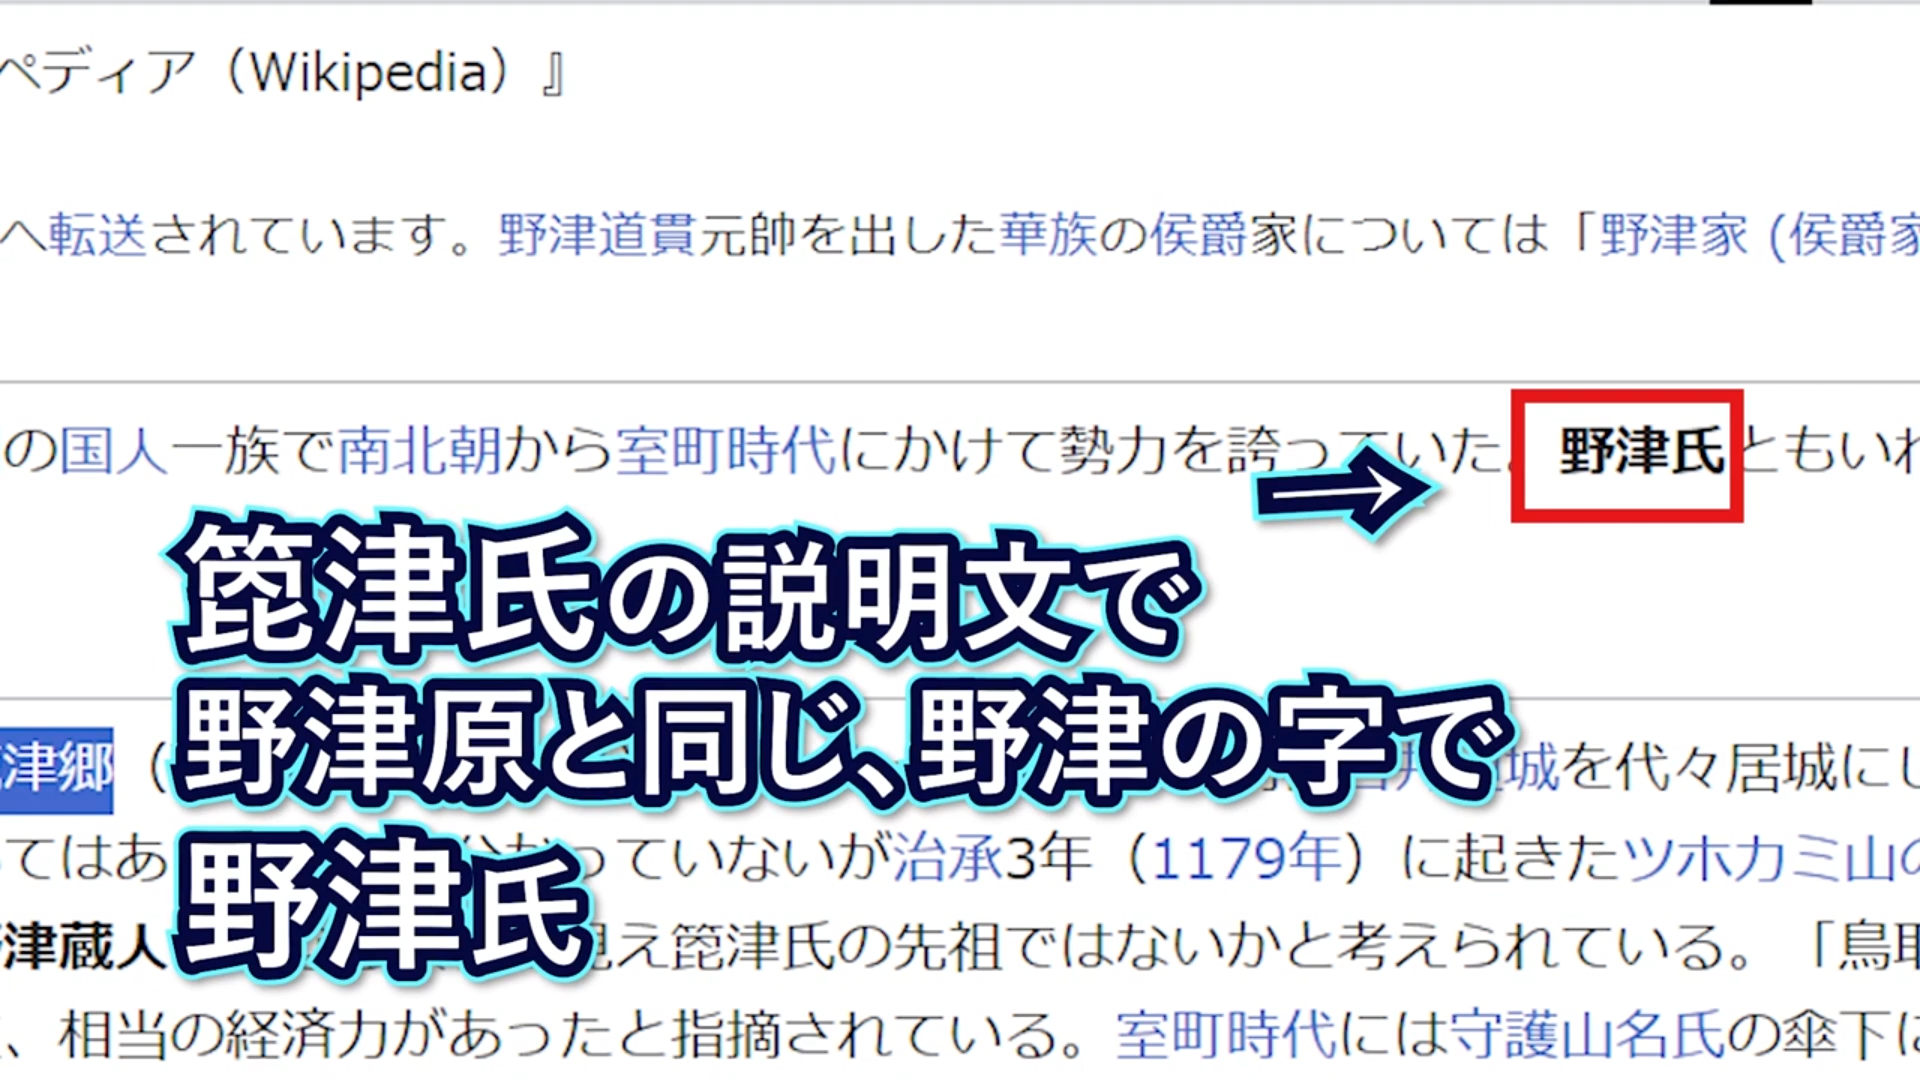 ペディア（Wikipedia）』
へ転送されています。野津道貫元帥を出した華族の侯爵家については「野津家 (侯爵家
の国人一族で南北朝から室町時代にかけて勢力を誇っていた。野津氏ともいわ
→
箆津氏の説明文で
野津原と同じ、野津の字で
野津氏
津郷（
城を代々居城にし
てはあ
かっていないが治承3年（1179年）に起きたツホカミ山の
津蔵人
見え箆津氏の先祖ではないかと考えられている。「鳥取
、相当の経済力があったと指摘されている。室町時代には守護山名氏の傘下に